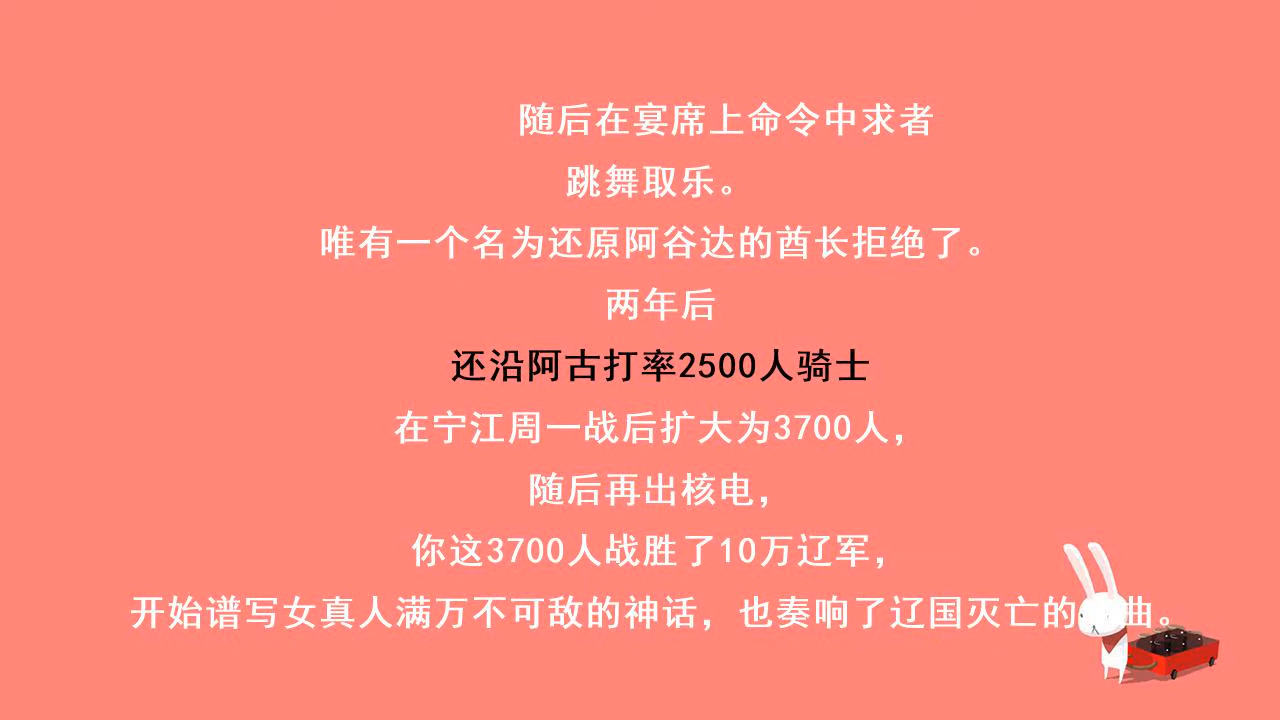 随后在宴席上命令中求者
跳舞取乐。
唯有一个名为还原阿谷达的酋长拒绝了。
两年后
还沿阿古打率2500人骑士
在宁江周一战后扩大为3700人，
随后再出核电，
你这3700人战胜了10万辽军，
开始谱写女真人满万不可敌的神话，也奏响了辽国灭亡的曲。